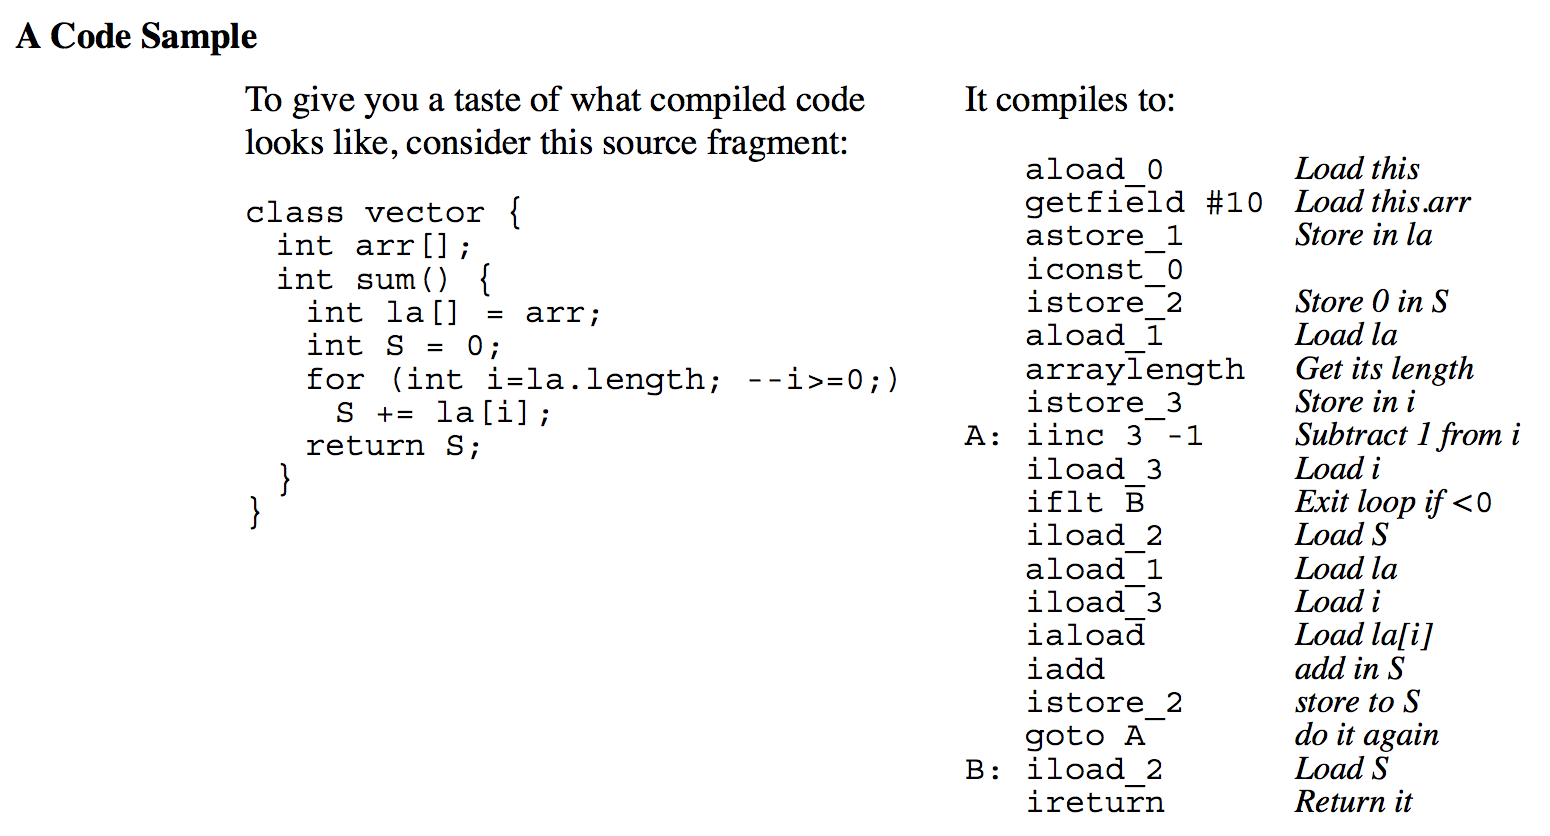 A Code Sample
To give you a taste of what compiled code
looks like, consider this source fragment:
class vector {
  int arr[];
  int sum() {
    int la[] = arr;
    int S = 0;
    for (int i=la.length; --i>=0;)
      S += la[i];
    return S;
  }
}
It compiles to:
aload_0 Load this
getfield #10 Load this.arr
astore_1 Store in la
iconst_0
istore_2 Store 0 in S
aload_1 Load la
arraylength Get its length
istore_3 Store in i
A: iinc 3 -1 Subtract 1 from i
iload_3 Load i
iflt B Exit loop if <0
iload_2 Load S
aload_1 Load la
iload_3 Load i
iaload Load la[i]
iadd add in S
istore_2 store to S
goto A do it again
B: iload_2 Load S
ireturn Return it